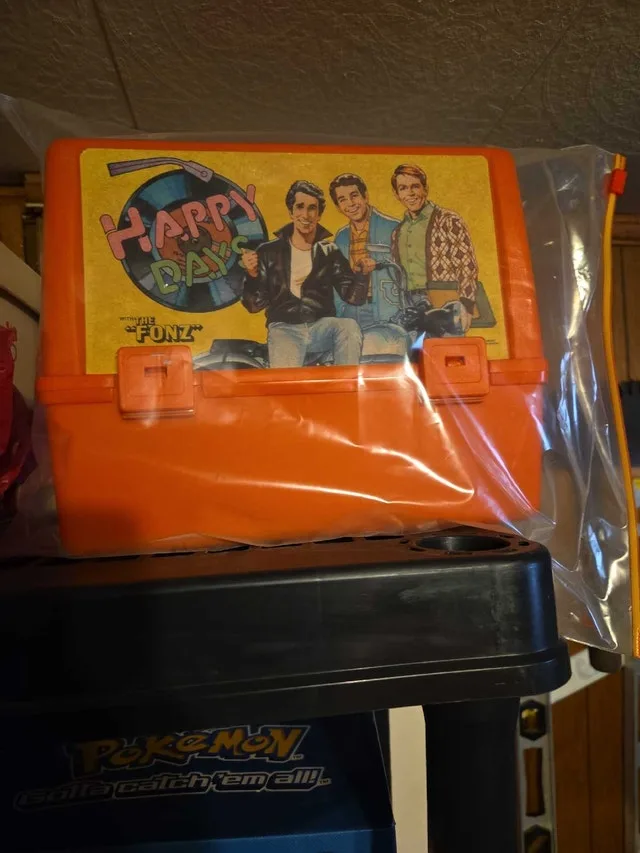 HAPPY
DAYS
WITH THE
"FONZ"
POKéMON
Gotta catch 'em all!